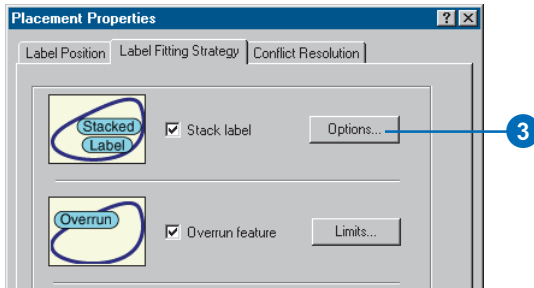 Placement Properties
? ×
Label Position Label Fitting Strategy Conflict Resolution
Stacked
Label
Stack label
Options...
3
Overrun
Overrun feature
Limits...